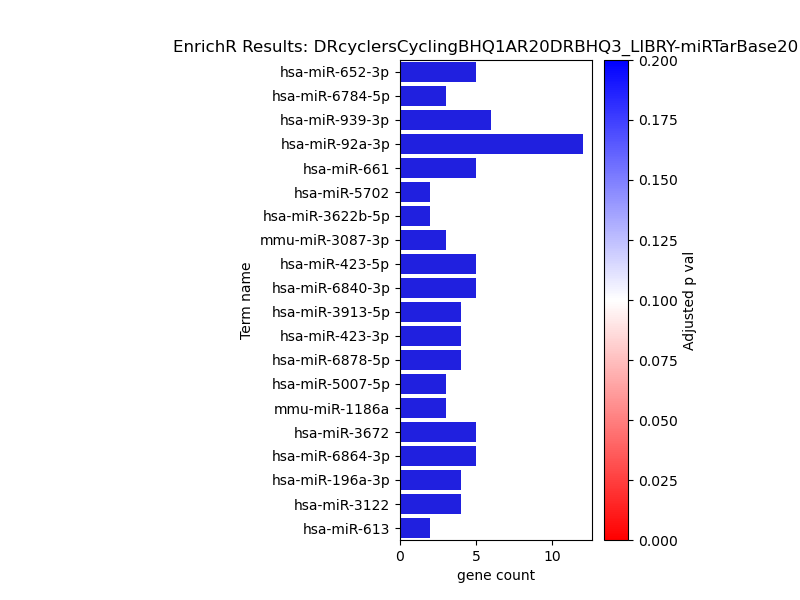 EnrichR Results: DRcyclersCyclingBHQ1AR20DRBHQ3_LIBRY-miRTarBase20
hsa-miR-652-3p
hsa-miR-6784-5p
hsa-miR-939-3p
hsa-miR-92a-3p
hsa-miR-661
hsa-miR-5702
hsa-miR-3622b-5p
mmu-miR-3087-3p
hsa-miR-423-5p
hsa-miR-6840-3p
hsa-miR-3913-5p
hsa-miR-423-3p
hsa-miR-6878-5p
hsa-miR-5007-5p
mmu-miR-1186a
hsa-miR-3672
hsa-miR-6864-3p
hsa-miR-196a-3p
hsa-miR-3122
hsa-miR-613
Term name
0 5 10
gene count
0.200
0.175
0.150
0.125
0.100
0.075
0.050
0.025
0.000
Adjusted p val